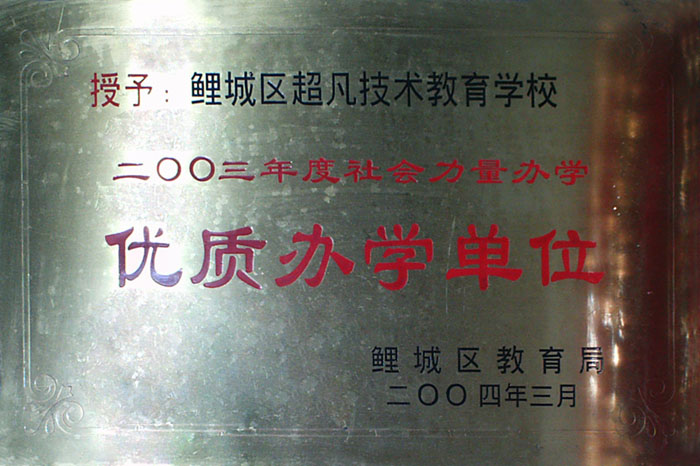 授予：鲤城区超凡技术教育学校
二〇〇三年度社会力量办学
优质办学单位
鲤城区教育局
二〇〇四年三月